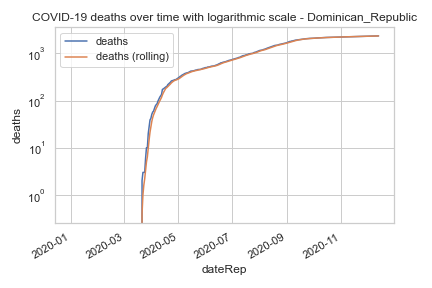 COVID-19 deaths over time with logarithmic scale - Dominican_Republic
deaths
deaths (rolling)
10³
10²
10¹
10⁰
deaths
2020-01
2020-03
2020-05
2020-07
2020-09
2020-11
dateRep